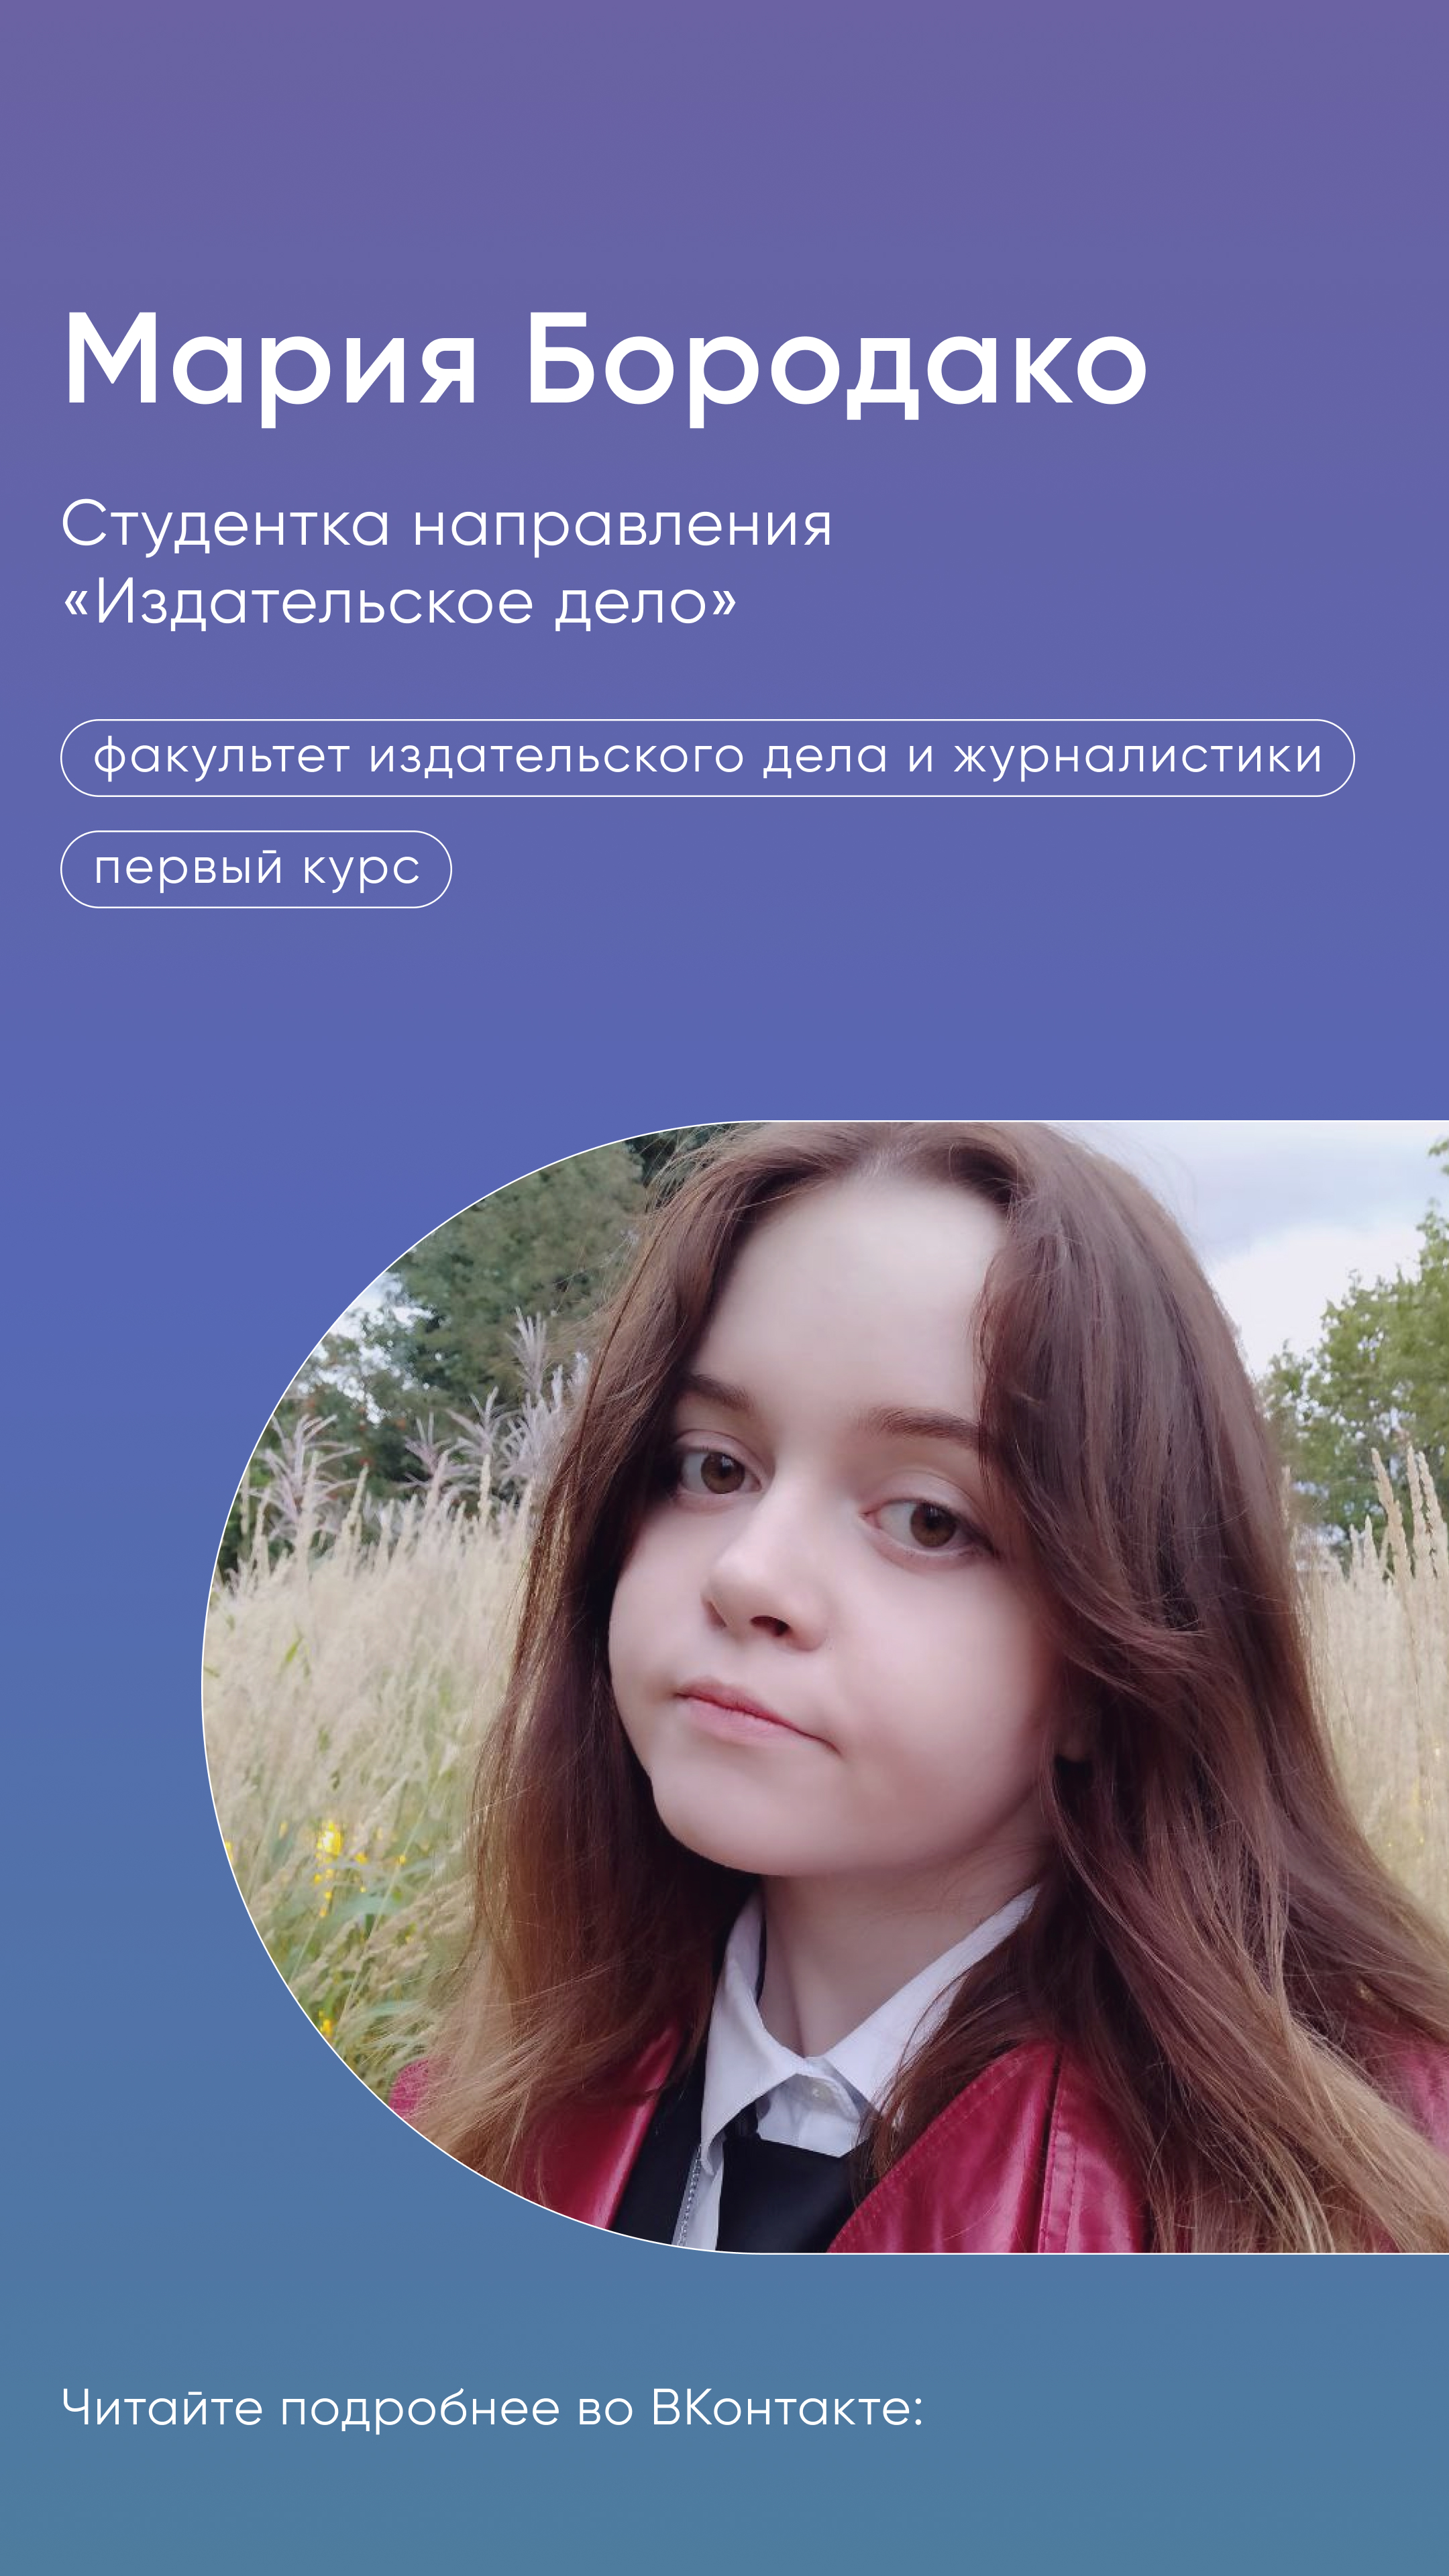 Мария Бородако
Студентка направления
«Издательское дело»
факультет издательского дела и журналистики
первый курс
Читайте подробнее во ВКонтакте: